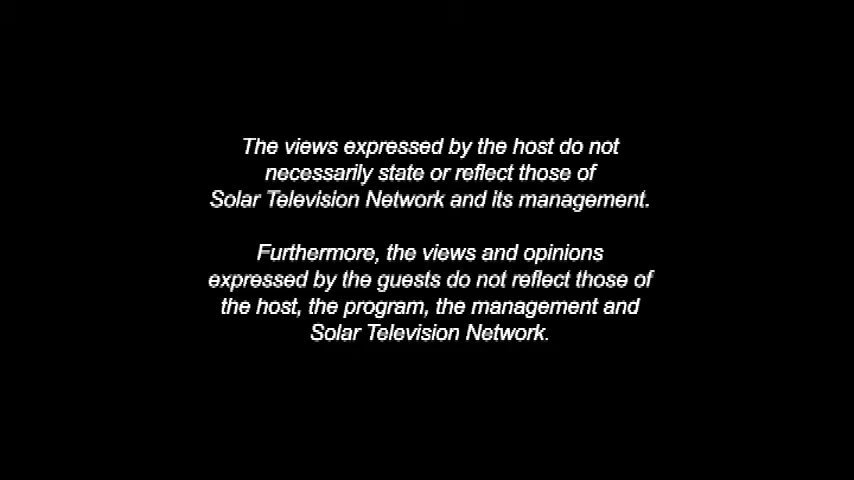 The views expressed by the host do not
necessarily state or reflect those of
Solar Television Network and its management.
Furthermore, the views and opinions
expressed by the guests do not reflect those of
the host, the program, the management and
Solar Television Network.